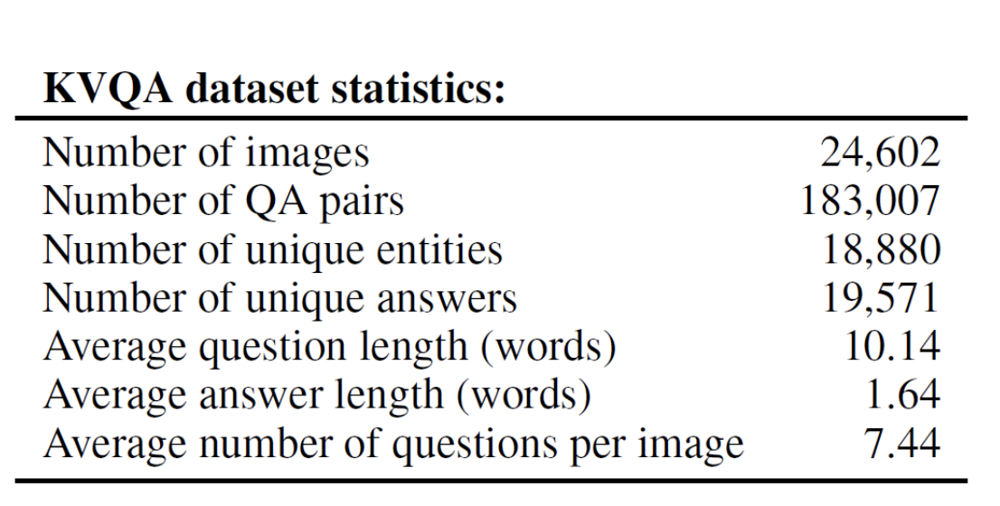 KVQA dataset statistics:
Number of images 24,602
Number of QA pairs 183,007
Number of unique entities 18,880
Number of unique answers 19,571
Average question length (words) 10.14
Average answer length (words) 1.64
Average number of questions per image 7.44